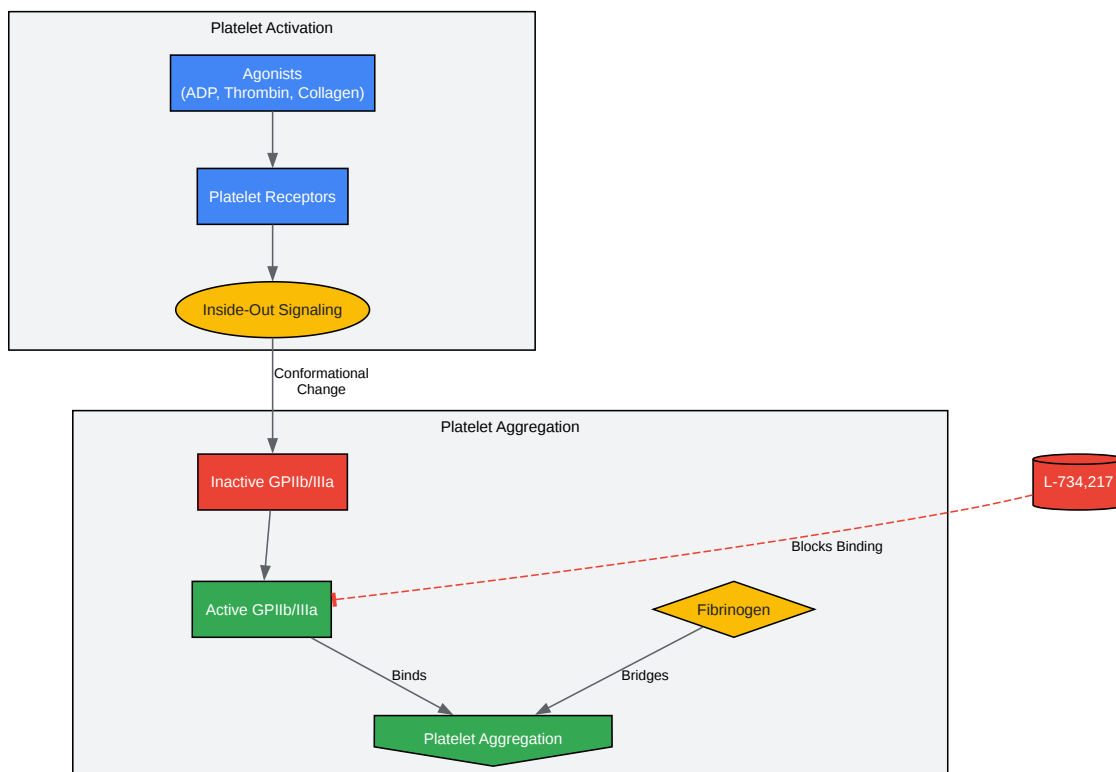 Platelet Activation
Agonists
(ADP, Thrombin, Collagen)
Platelet Receptors
Inside-Out Signaling
Conformational
Change
Platelet Aggregation
Inactive GPIIb/IIIa
L-734,217
Blocks Binding
Active GPIIb/IIIa
Fibrinogen
Binds
Bridges
Platelet Aggregation